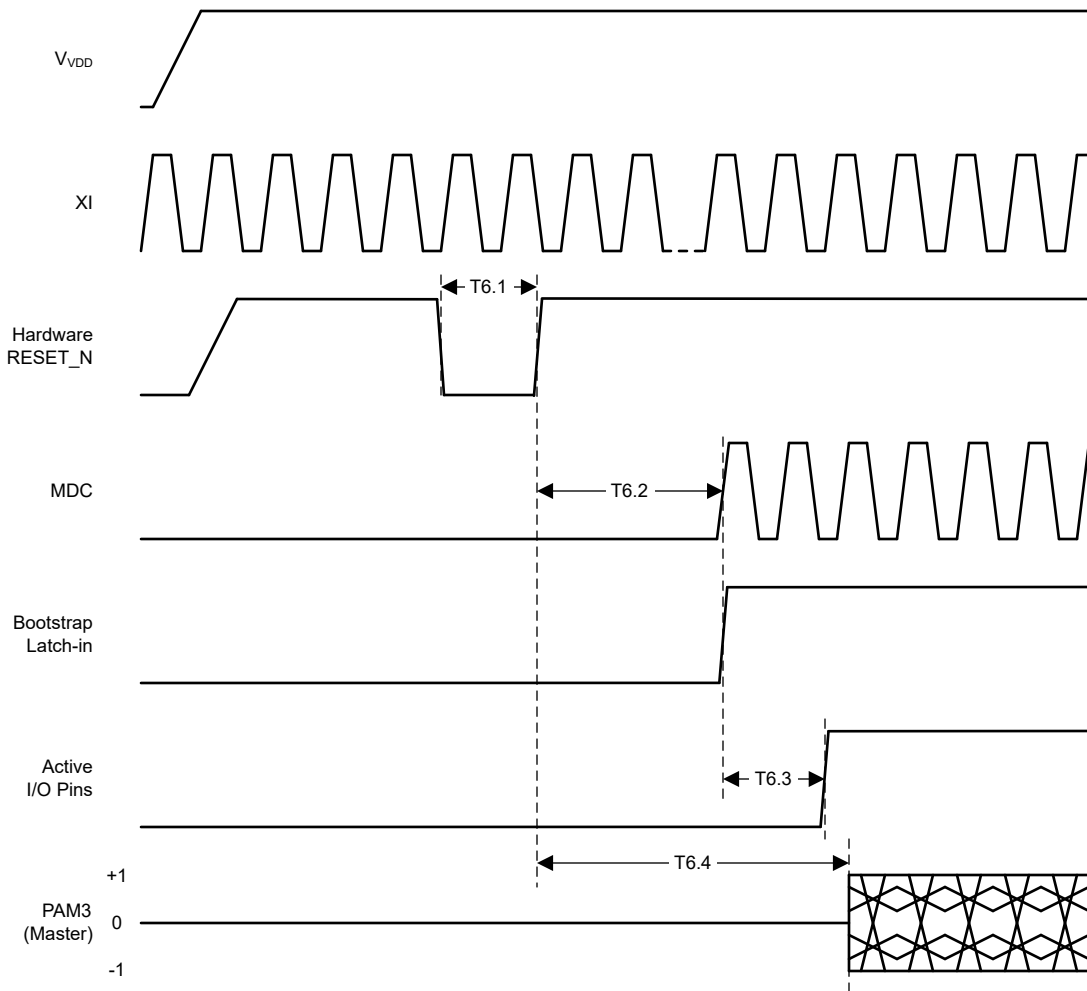 VVDD
XI
T6.1
Hardware
RESET_N
MDC
T6.2
Bootstrap
Latch-in
Active
I/O Pins
T6.3
T6.4
+1
PAM3
(Master)
0
-1